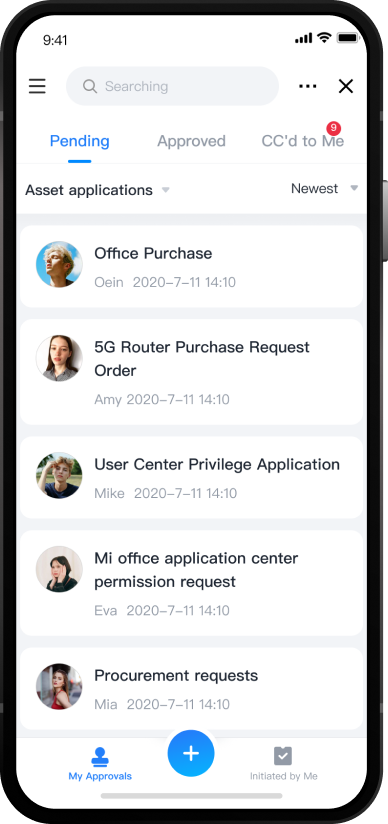 9:41
Searching
Pending Approved CC'd to Me 9
Asset applications Newest
Office Purchase
Oein 2020-7-11 14:10
5G Router Purchase Request
Order
Amy 2020-7-11 14:10
User Center Privilege Application
Mike 2020-7-11 14:10
Mi office application center
permission request
Eva 2020-7-11 14:10
Procurement requests
Mia 2020-7-11 14:10
My Approvals Initiated by Me